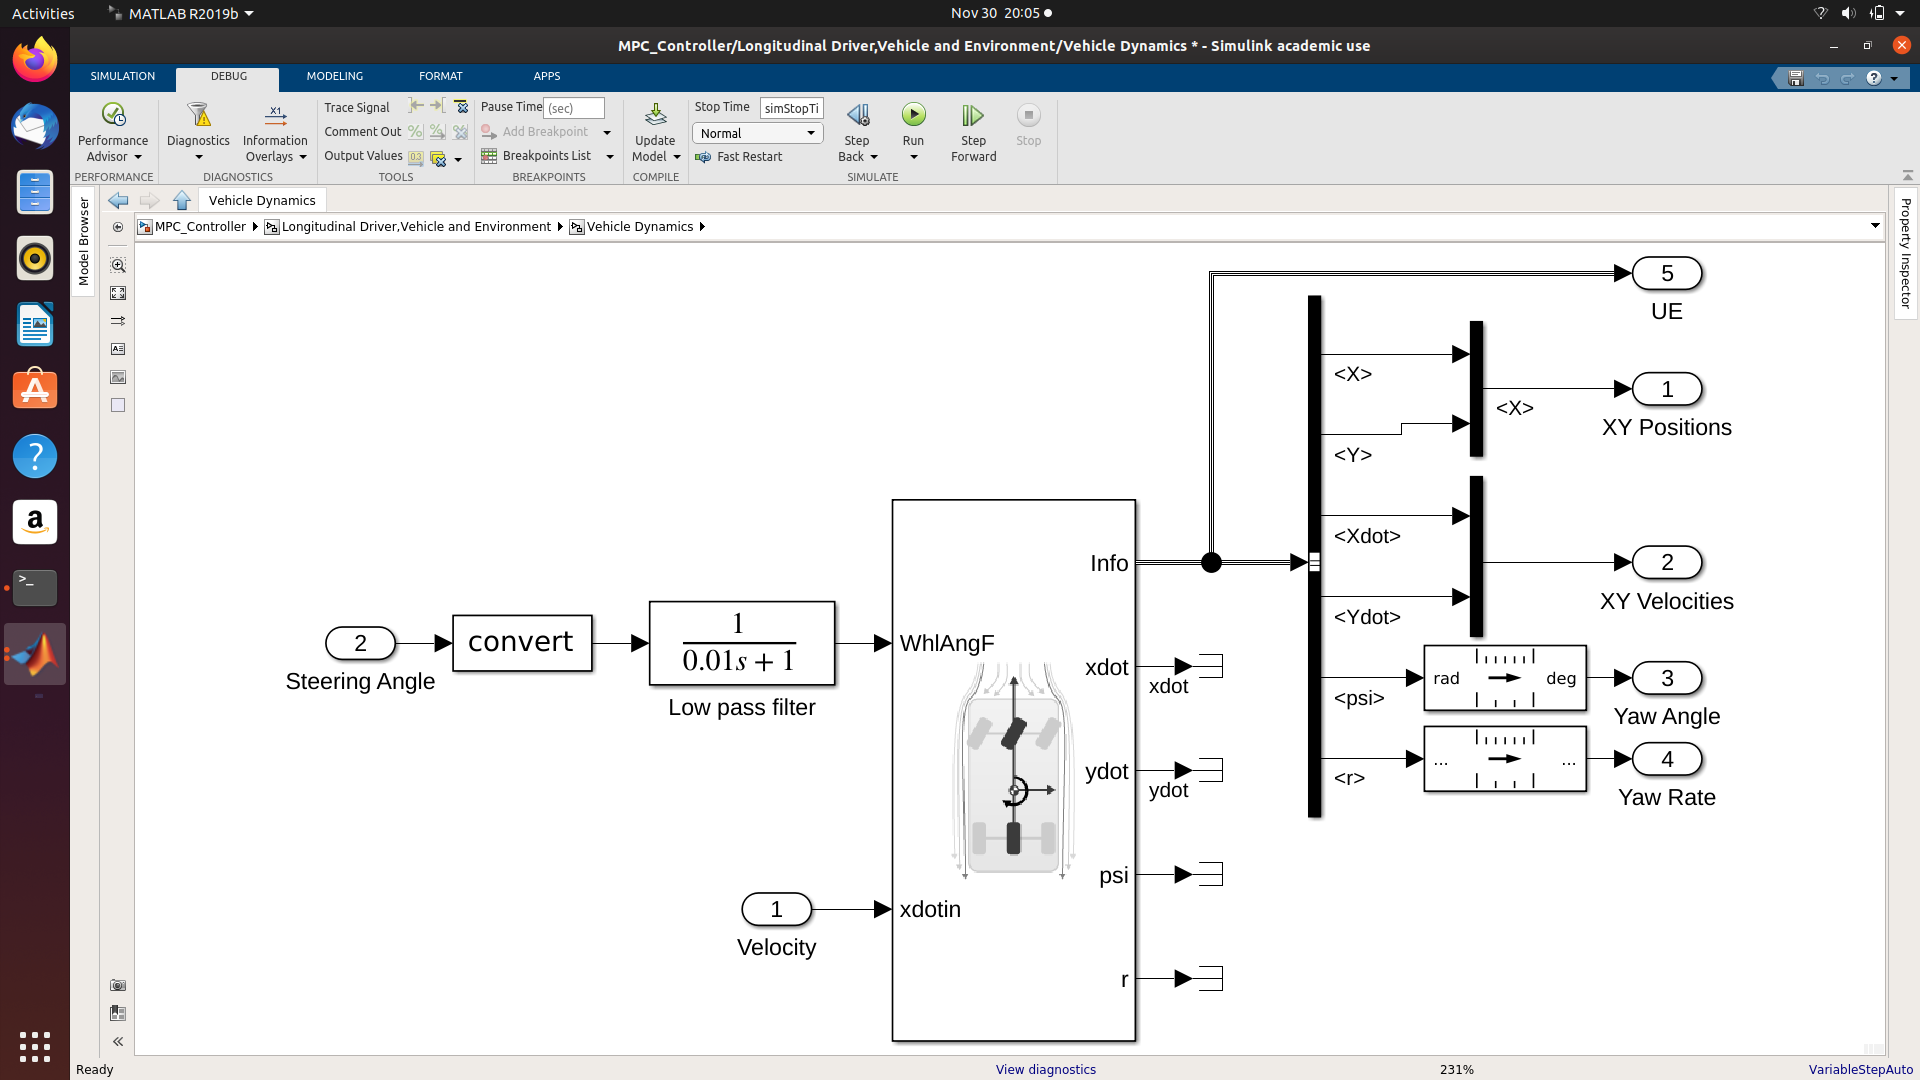 Activities
MATLAB R2019b
Nov 30 20:05
MPC_Controller/Longitudinal Driver,Vehicle and Environment/Vehicle Dynamics * - Simulink academic use
SIMULATION
DEBUG
MODELING
FORMAT
APPS
Performance Advisor
PERFORMANCE
Diagnostics
Information Overlays
DIAGNOSTICS
Trace Signal
Comment Out
Output Values
TOOLS
Pause Time (sec)
Add Breakpoint
Breakpoints List
BREAKPOINTS
Update Model
COMPILE
Stop Time simStopTi
Normal
Fast Restart
Step Back
Run
Step Forward
Stop
SIMULATE
Model Browser
Property Inspector
Vehicle Dynamics
MPC_Controller
Longitudinal Driver,Vehicle and Environment
Vehicle Dynamics
5
UE
<X>
<X>
1
XY Positions
<Y>
<Xdot>
2
XY Velocities
<Ydot>
<psi>
rad
deg
3
Yaw Angle
<r>
...
...
4
Yaw Rate
2
Steering Angle
convert
1
0.01s + 1
Low pass filter
WhlAngF
Info
xdot
xdot
ydot
ydot
psi
r
1
Velocity
xdotin
Ready
View diagnostics
231%
VariableStepAuto